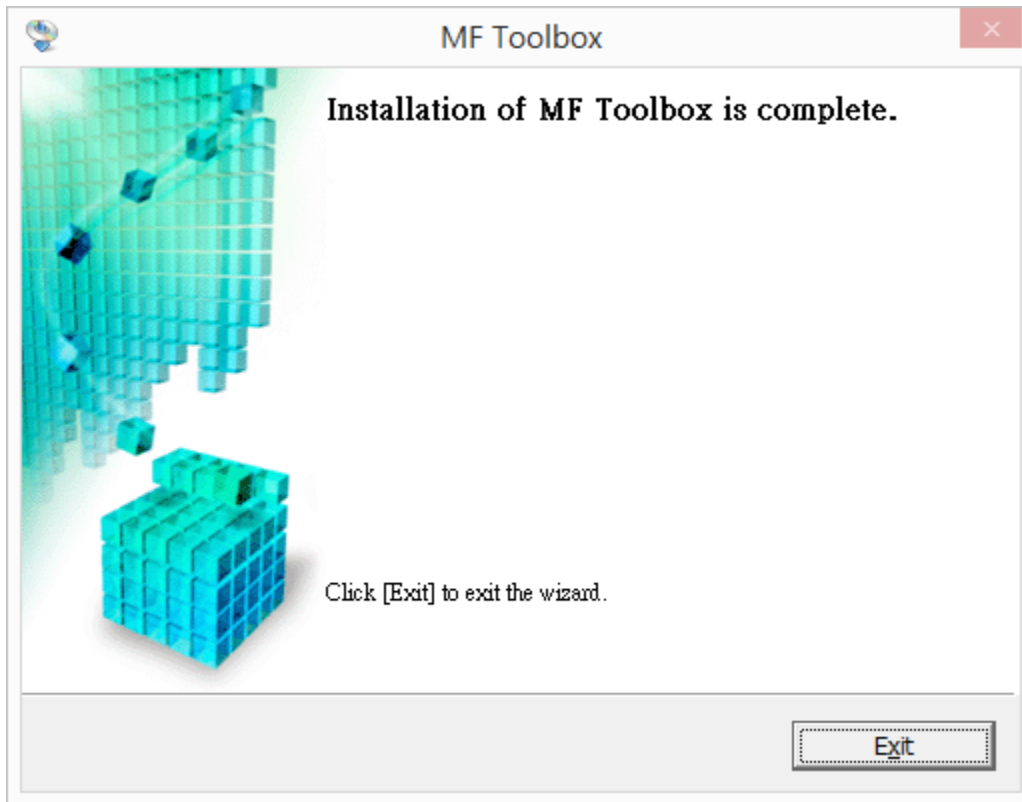 MF Toolbox
Installation of MF Toolbox is complete.
Click [Exit] to exit the wizard.
Exit